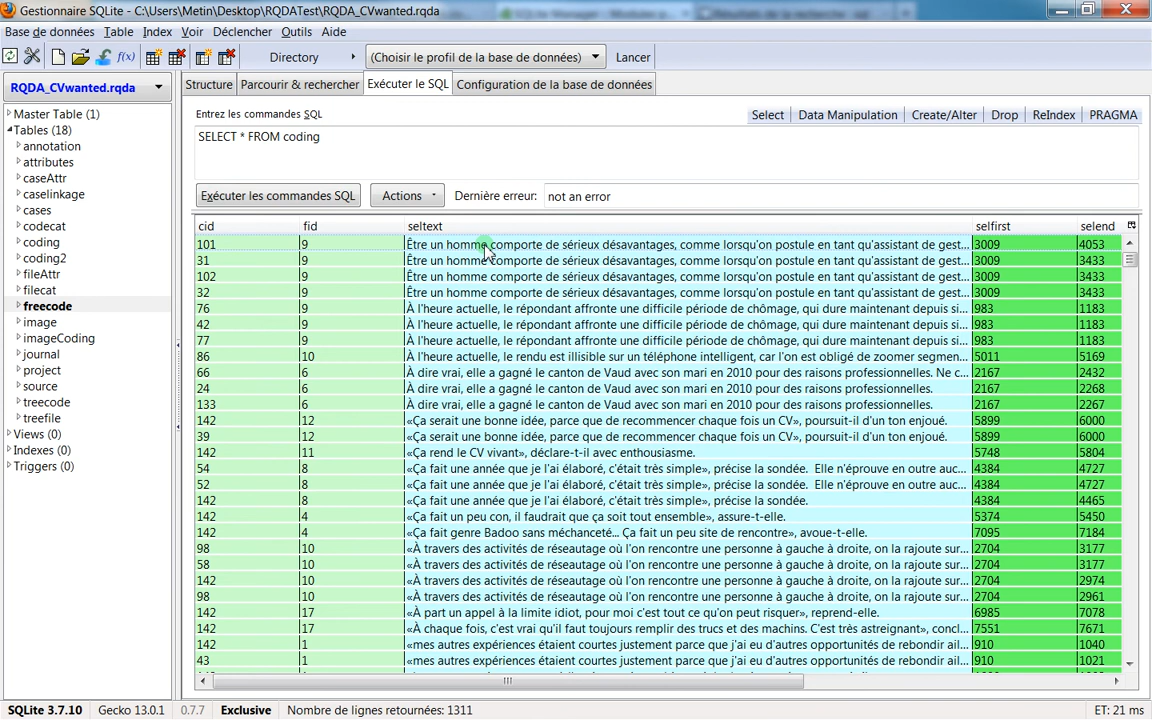 Gestionnaire SQLite - C:\Users\Metin\Desktop\RQDATest\RQDA_CVwanted.rqda
Base de données Table Index Voir Déclencher Outils Aide
f(x) Directory (Choisir le profil de la base de données) Lancer
RQDA_CVwanted.rqda
Structure Parcourir & rechercher Exécuter le SQL Configuration de la base de données
Master Table (1)
Tables (18)
annotation
attributes
caseAttr
caselinkage
cases
codecat
coding
coding2
fileAttr
filecat
freecode
image
imageCoding
journal
project
source
treecode
treefile
Views (0)
Indexes (0)
Triggers (0)
Entrez les commandes SQL
Select Data Manipulation Create/Alter Drop ReIndex PRAGMA
SELECT * FROM coding
Exécuter les commandes SQL Actions Dernière erreur: not an error
cid fid seltext selfirst selend
101 9 Être un homme comporte de sérieux désavantages, comme lorsqu'on postule en tant qu'assistant de gest... 3009 4053
31 9 Être un homme comporte de sérieux désavantages, comme lorsqu'on postule en tant qu'assistant de gest... 3009 3433
102 9 Être un homme comporte de sérieux désavantages, comme lorsqu'on postule en tant qu'assistant de gest... 3009 3433
32 9 Être un homme comporte de sérieux désavantages, comme lorsqu'on postule en tant qu'assistant de gest... 3009 3433
76 9 À l'heure actuelle, le répondant affronte une difficile période de chômage, qui dure maintenant depuis si... 983 1183
42 9 À l'heure actuelle, le répondant affronte une difficile période de chômage, qui dure maintenant depuis si... 983 1183
77 9 À l'heure actuelle, le répondant affronte une difficile période de chômage, qui dure maintenant depuis si... 983 1183
86 10 À l'heure actuelle, le rendu est illisible sur un téléphone intelligent, car l'on est obligé de zoomer segmen... 5011 5169
66 6 À dire vrai, elle a gagné le canton de Vaud avec son mari en 2010 pour des raisons professionnelles. Ne c... 2167 2432
24 6 À dire vrai, elle a gagné le canton de Vaud avec son mari en 2010 pour des raisons professionnelles. 2167 2268
133 6 À dire vrai, elle a gagné le canton de Vaud avec son mari en 2010 pour des raisons professionnelles. 2167 2267
142 12 «Ça serait une bonne idée, parce que de recommencer chaque fois un CV», poursuit-il d'un ton enjoué. 5899 6000
39 12 «Ça serait une bonne idée, parce que de recommencer chaque fois un CV», poursuit-il d'un ton enjoué. 5899 6000
142 11 «Ça rend le CV vivant», déclare-t-il avec enthousiasme. 5748 5804
54 8 «Ça fait une année que je l'ai élaboré, c'était très simple», précise la sondée. Elle n'éprouve en outre auc... 4384 4727
52 8 «Ça fait une année que je l'ai élaboré, c'était très simple», précise la sondée. Elle n'éprouve en outre auc... 4384 4727
142 8 «Ça fait une année que je l'ai élaboré, c'était très simple», précise la sondée. 4384 4465
142 4 «Ça fait un peu con, il faudrait que ça soit tout ensemble», assure-t-elle. 5374 5450
142 4 «Ça fait genre Badoo sans méchanceté... Ça fait un peu site de rencontre», avoue-t-elle. 7095 7184
98 10 «À travers des activités de réseautage où l'on rencontre une personne à gauche à droite, on la rajoute sur... 2704 3177
58 10 «À travers des activités de réseautage où l'on rencontre une personne à gauche à droite, on la rajoute sur... 2704 3177
142 10 «À travers des activités de réseautage où l'on rencontre une personne à gauche à droite, on la rajoute sur... 2704 2974
98 10 «À travers des activités de réseautage où l'on rencontre une personne à gauche à droite, on la rajoute sur... 2704 2961
142 17 «À part un appel à la limite idiot, pour moi c'est tout ce qu'on peut risquer», reprend-elle. 6985 7078
142 17 «À chaque fois, c'est vrai qu'il faut toujours remplir des trucs et des machins. C'est très astreignant», concl... 7551 7671
142 1 «mes autres expériences étaient courtes justement parce que j'ai eu d'autres opportunités de rebondir ail... 910 1040
43 1 «mes autres expériences étaient courtes justement parce que j'ai eu d'autres opportunités de rebondir ail... 910 1021
SQLite 3.7.10 Gecko 13.0.1 0.7.7 Exclusive Nombre de lignes retournées: 1311 ET: 21 ms